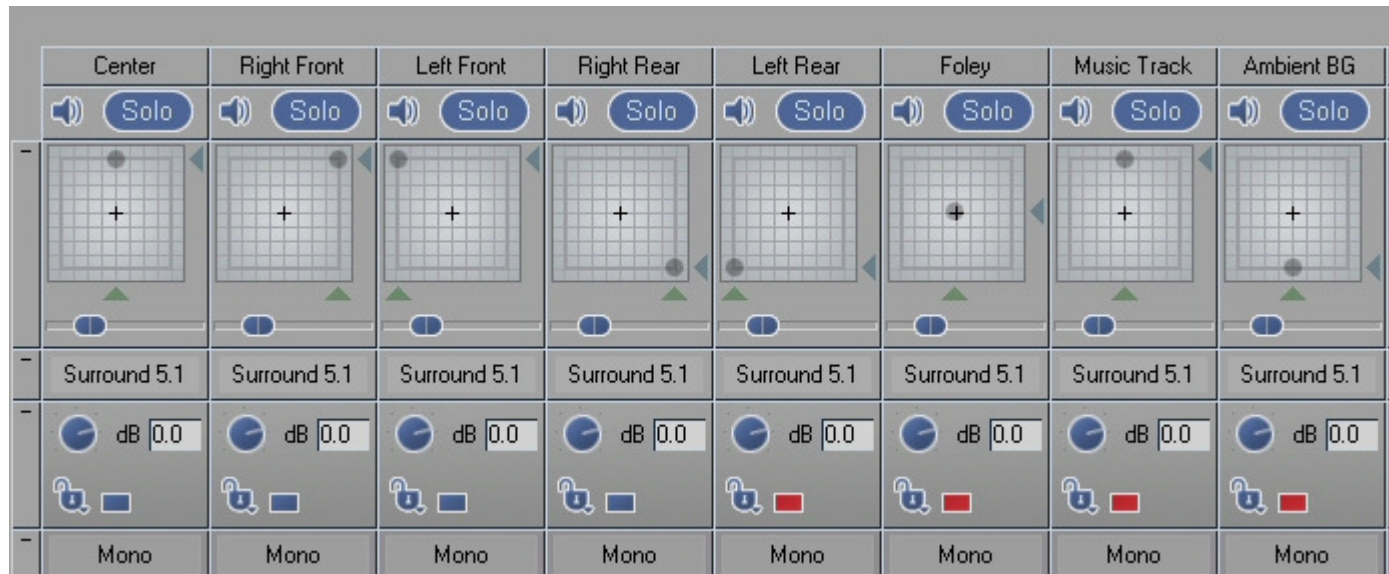 Center Right Front Left Front Right Rear Left Rear Foley Music Track Ambient BG
Solo Solo Solo Solo Solo Solo Solo Solo
Surround 5.1 Surround 5.1 Surround 5.1 Surround 5.1 Surround 5.1 Surround 5.1 Surround 5.1 Surround 5.1
dB 0.0 dB 0.0 dB 0.0 dB 0.0 dB 0.0 dB 0.0 dB 0.0 dB 0.0
Mono Mono Mono Mono Mono Mono Mono Mono